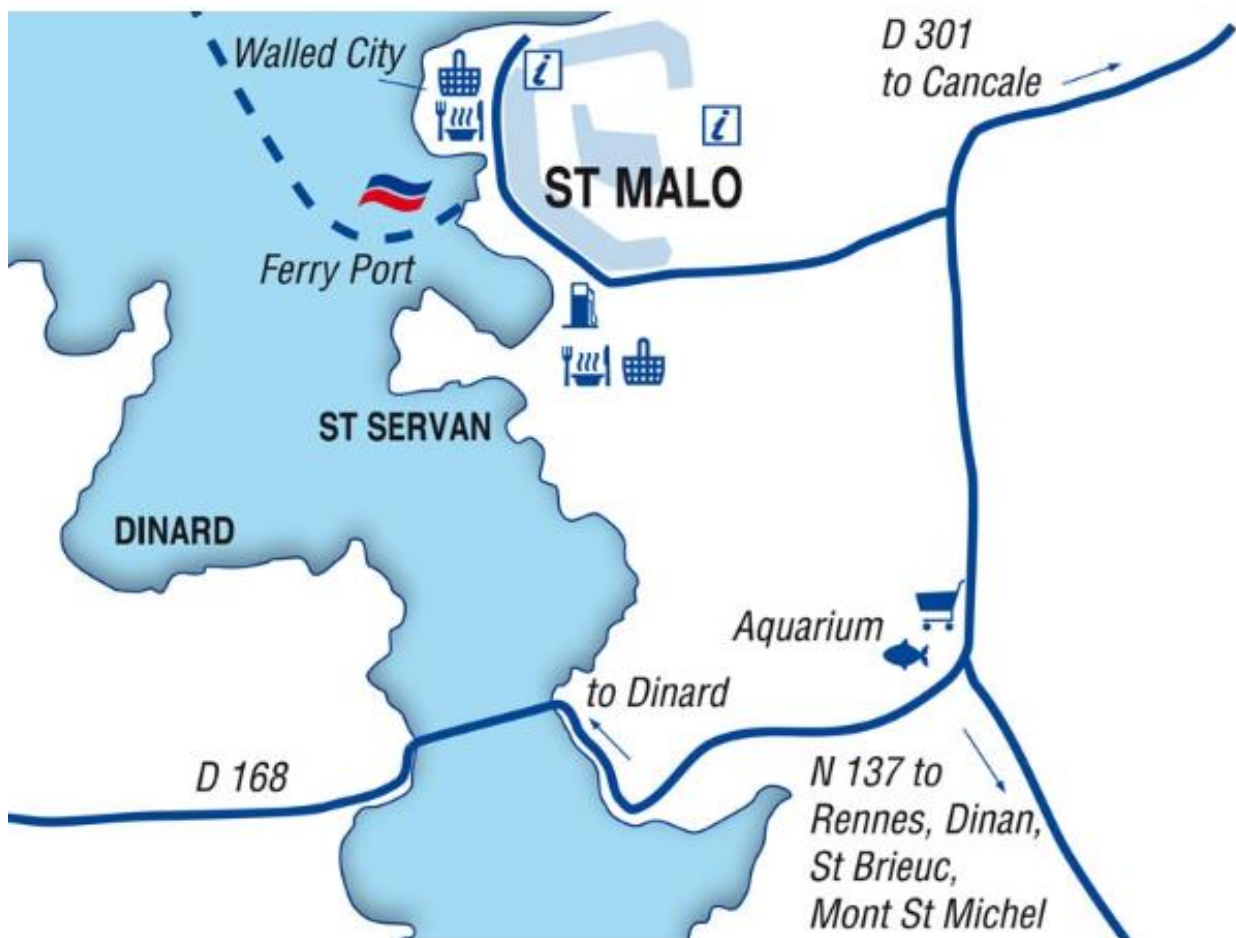 Walled City
D 301
to Cancale
i
i
ST MALO
Ferry Port
ST SERVAN
DINARD
Aquarium
to Dinard
D 168
N 137 to
Rennes, Dinan,
St Brieuc,
Mont St Michel